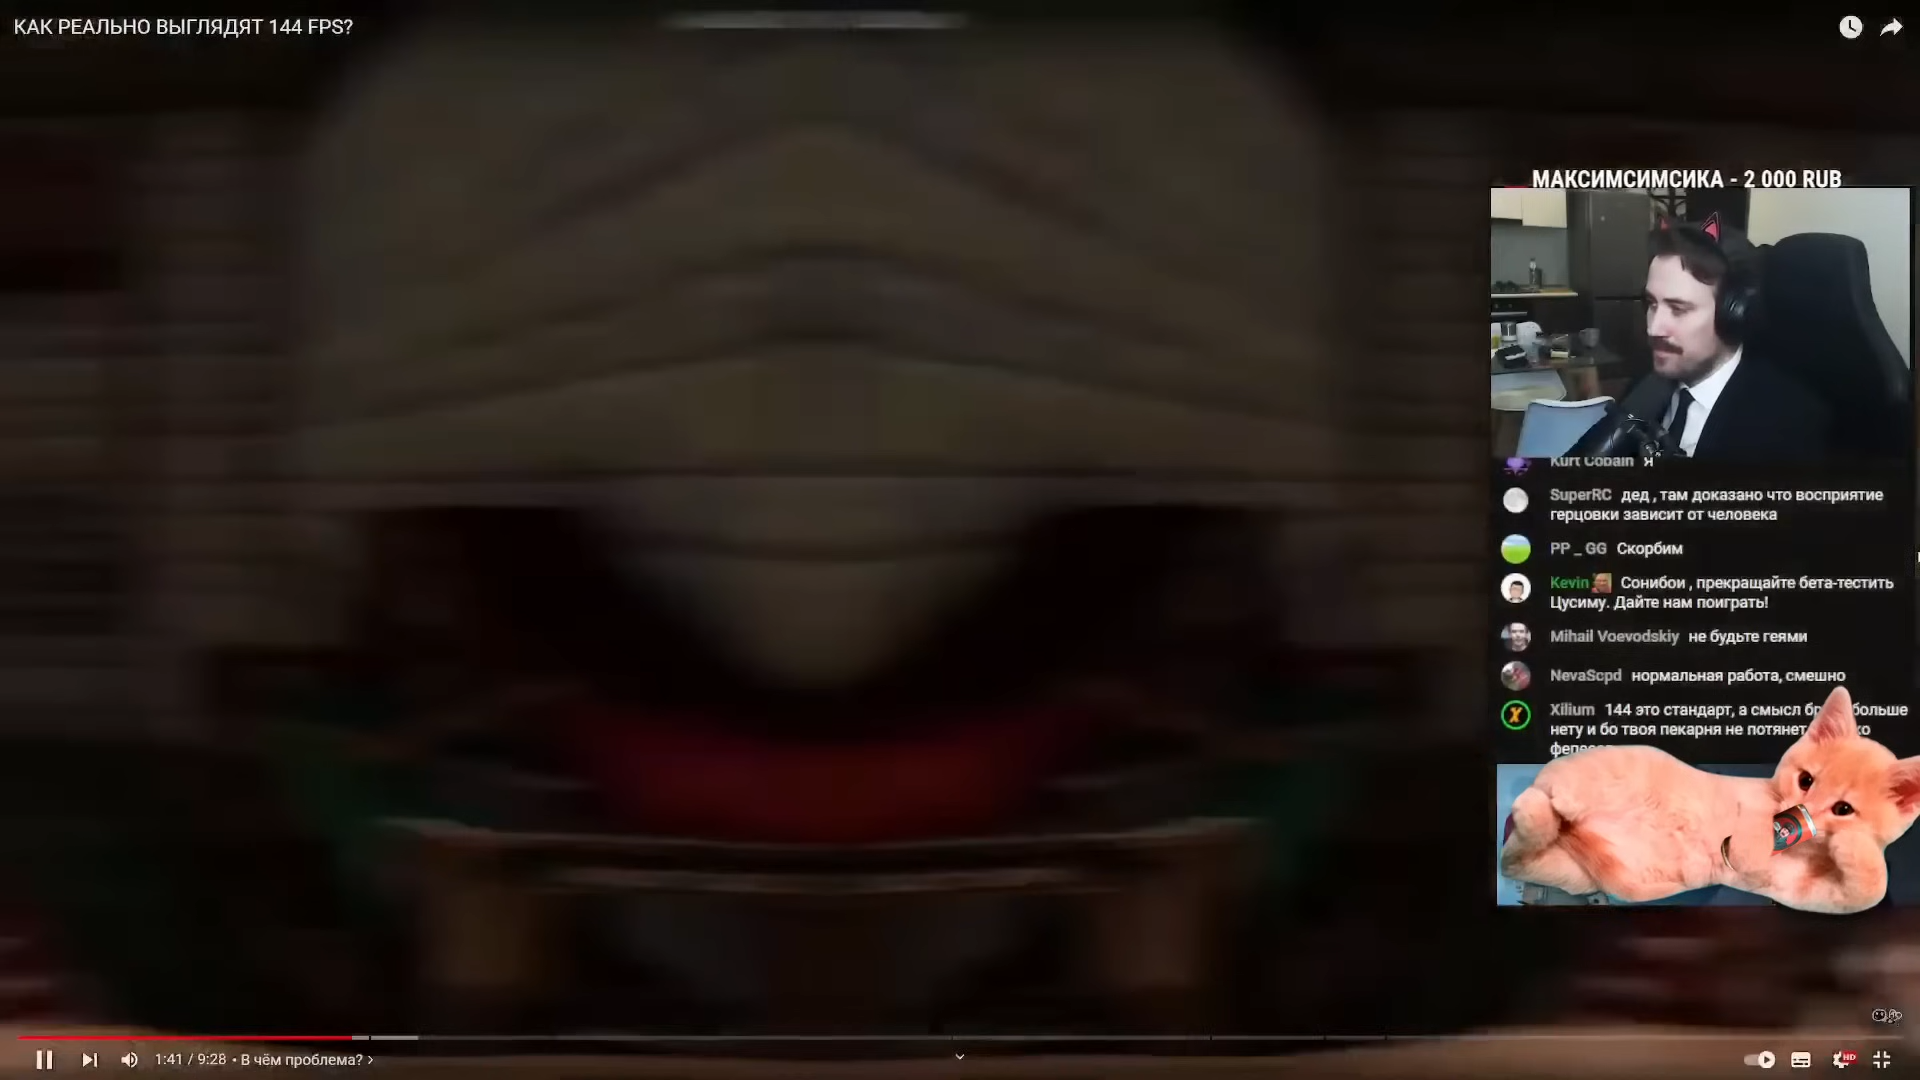 КАК РЕАЛЬНО ВЫГЛЯДЯТ 144 FPS?
МАКСИМСИМСИКА - 2 000 RUB
Kurt Cobain я
SuperRC дед , там доказано что восприятие
герцовки зависит от человека
PP _ GG Скорбим
Kevin Сонибои , прекращайте бета-тестить
Цусиму. Дайте нам поиграть!
Mihail Voevodskiy не будьте геями
NevaScpd нормальная работа, смешно
Xilium 144 это стандарт, а смысл больше
нету и бо твоя пекарня не потянет
1:41 / 9:28 • В чём проблема? ›
HD